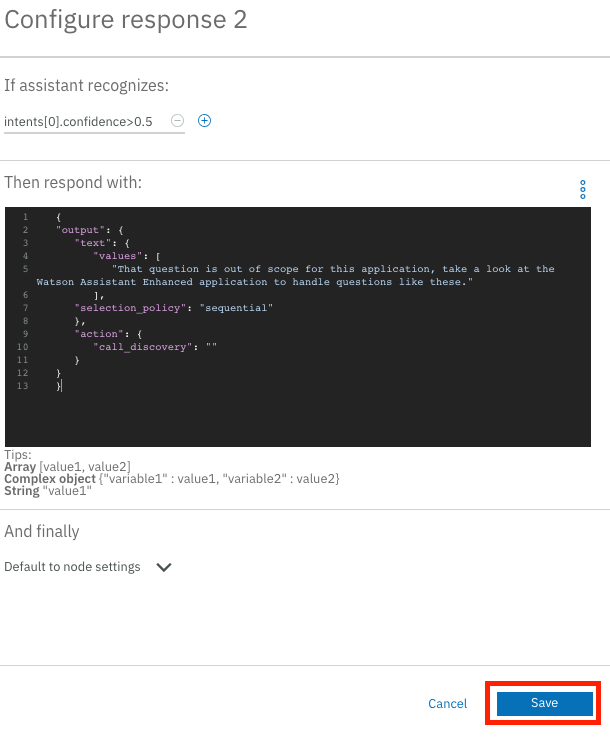 Configure response 2
If assistant recognizes:
intents[0].confidence>0.5
Then respond with:
1 {
2 "output": {
3 "text": {
4 "values": [
5 "That question is out of scope for this application, take a look at the
Watson Assistant Enhanced application to handle questions like these."
6 ],
7 "selection_policy": "sequential"
8 },
9 "action": {
10 "call_discovery": ""
11 }
12 }
13 }
Tips:
Array [value1, value2]
Complex object {"variable1" : value1, "variable2" : value2}
String "value1"
And finally
Default to node settings
Cancel Save